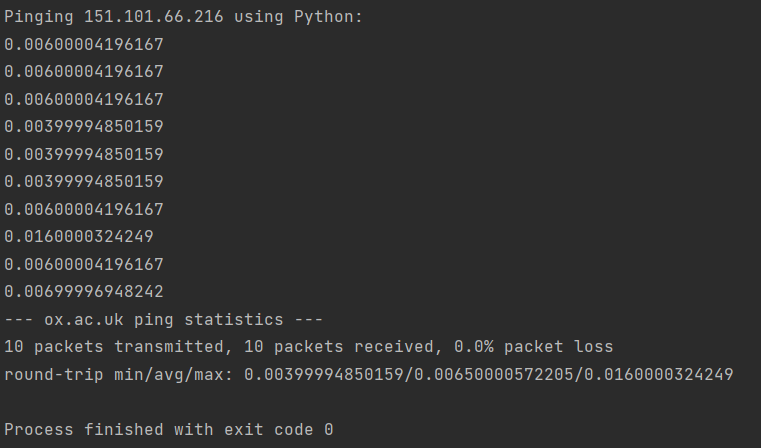 Pinging 151.101.66.216 using Python:
0.00600004196167
0.00600004196167
0.00600004196167
0.00399994850159
0.00399994850159
0.00399994850159
0.00600004196167
0.0160000324249
0.00600004196167
0.00699996948242
--- ox.ac.uk ping statistics ---
10 packets transmitted, 10 packets received, 0.0% packet loss
round-trip min/avg/max: 0.00399994850159/0.00650000572205/0.0160000324249
Process finished with exit code 0